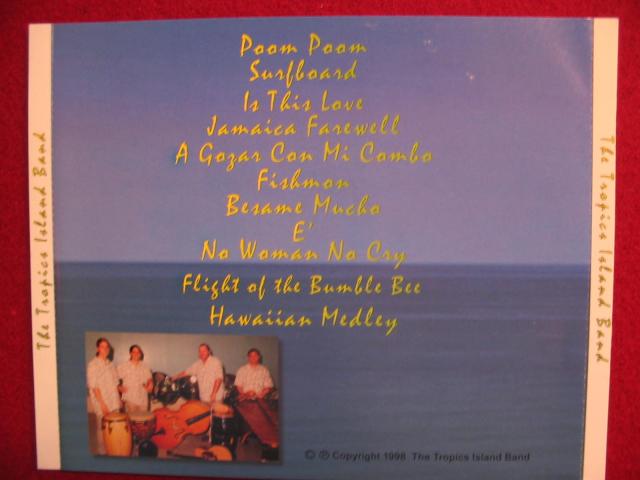 Poom Poom
Surfboard
Is This Love
Jamaica Farewell
A Gozar Con Mi Combo
Fishmon
Besame Mucho
E'
No Woman No Cry
Flight of the Bumble Bee
Hawaiian Medley
© ℗ Copyright 1998 The Tropics Island Band
The Tropics Island Band
The Tropics Island Band